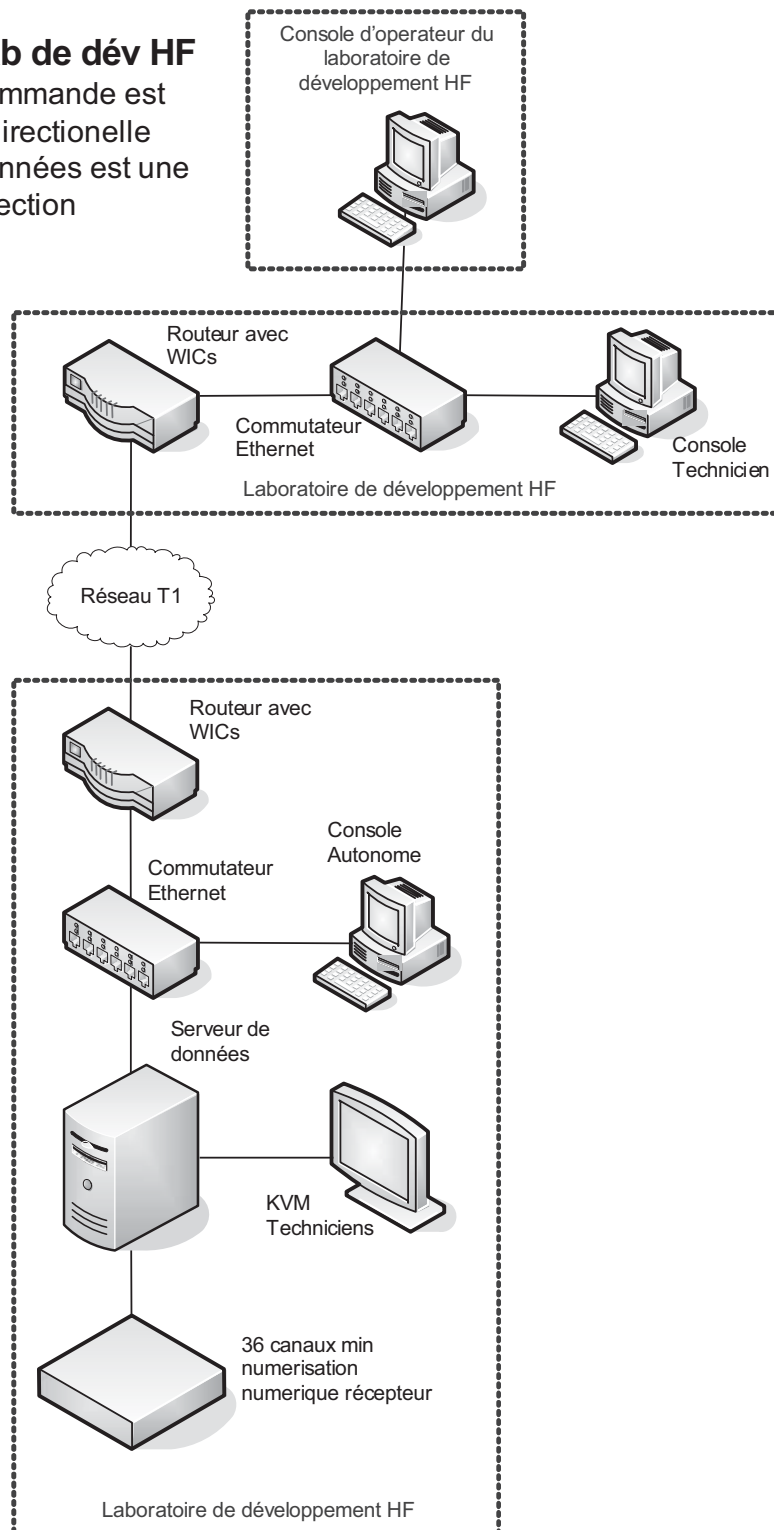 b de dév HF
mmande est
irectionelle
nnées est une
ection
Console d'operateur du
laboratoire de
développement HF
Routeur avec
WICs
Commutateur
Ethernet
Console
Technicien
Laboratoire de développement HF
Réseau T1
Routeur avec
WICs
Console
Autonome
Commutateur
Ethernet
Serveur de
données
KVM
Techniciens
36 canaux min
numerisation
numerique récepteur
Laboratoire de développement HF